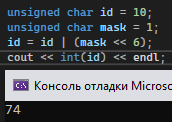 unsigned char id = 10;
unsigned char mask = 1;
id = id | (mask << 6);
cout << int(id) << endl;
Консоль отладки Microso
74